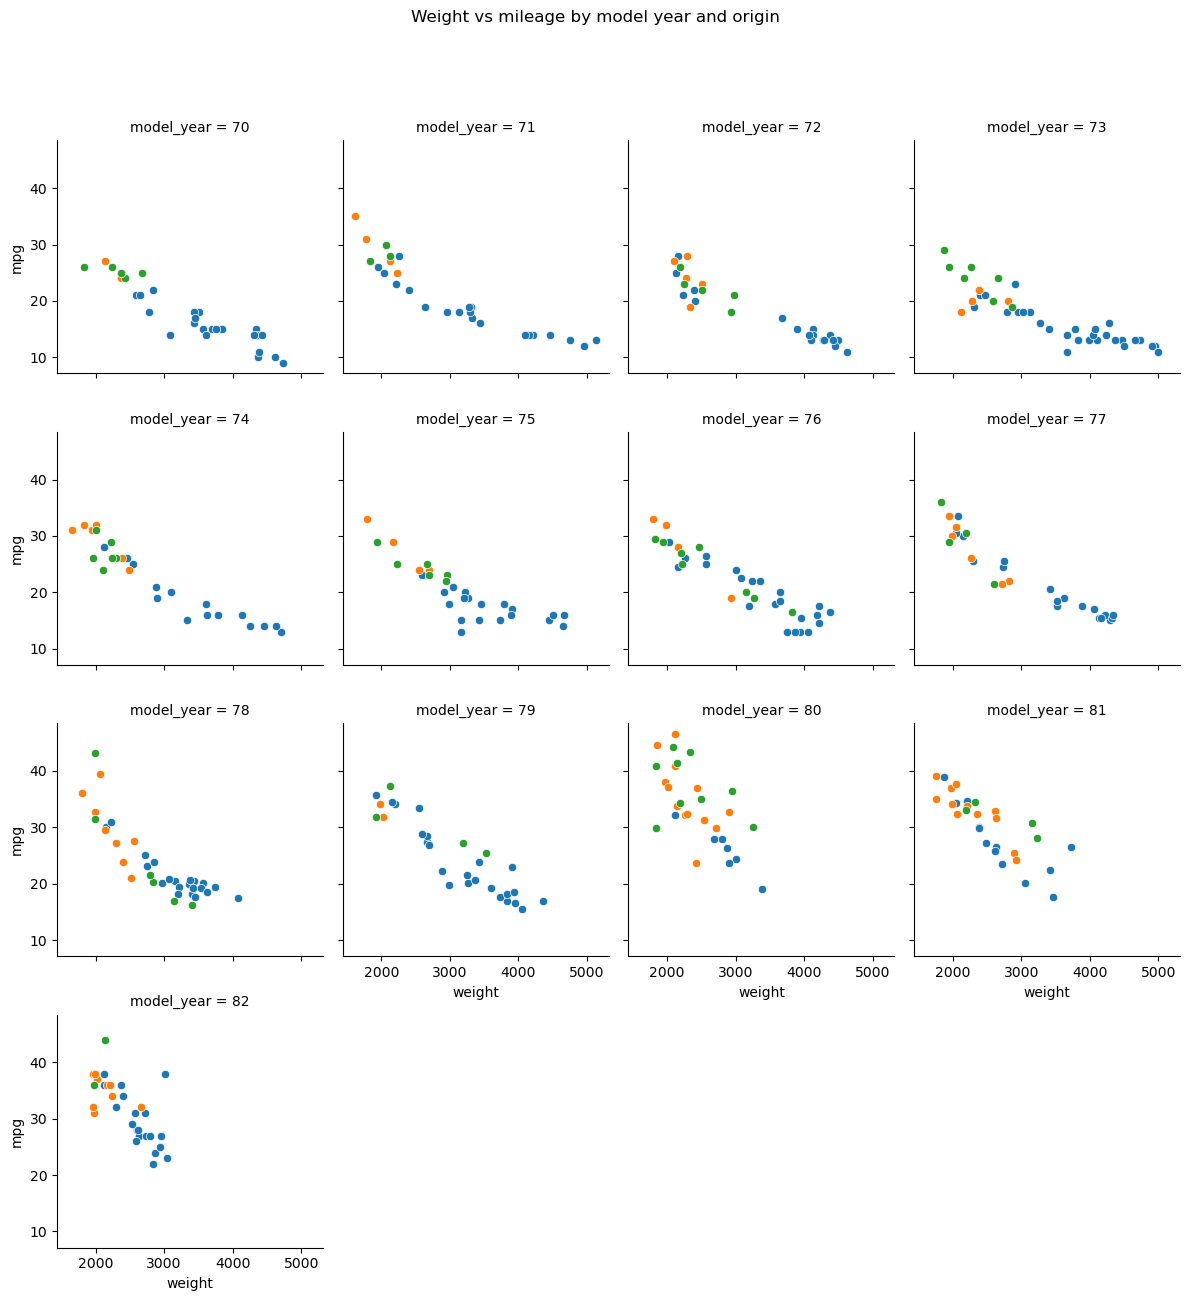 Weight vs mileage by model year and origin
model_year = 70 model_year = 71 model_year = 72 model_year = 73
40
30
20
10
mpg
model_year = 74 model_year = 75 model_year = 76 model_year = 77
40
30
20
10
mpg
model_year = 78 model_year = 79 model_year = 80 model_year = 81
40
30
20
10
mpg
2000 3000 4000 5000 2000 3000 4000 5000 2000 3000 4000 5000
weight weight weight
model_year = 82
40
30
20
10
mpg
2000 3000 4000 5000
weight